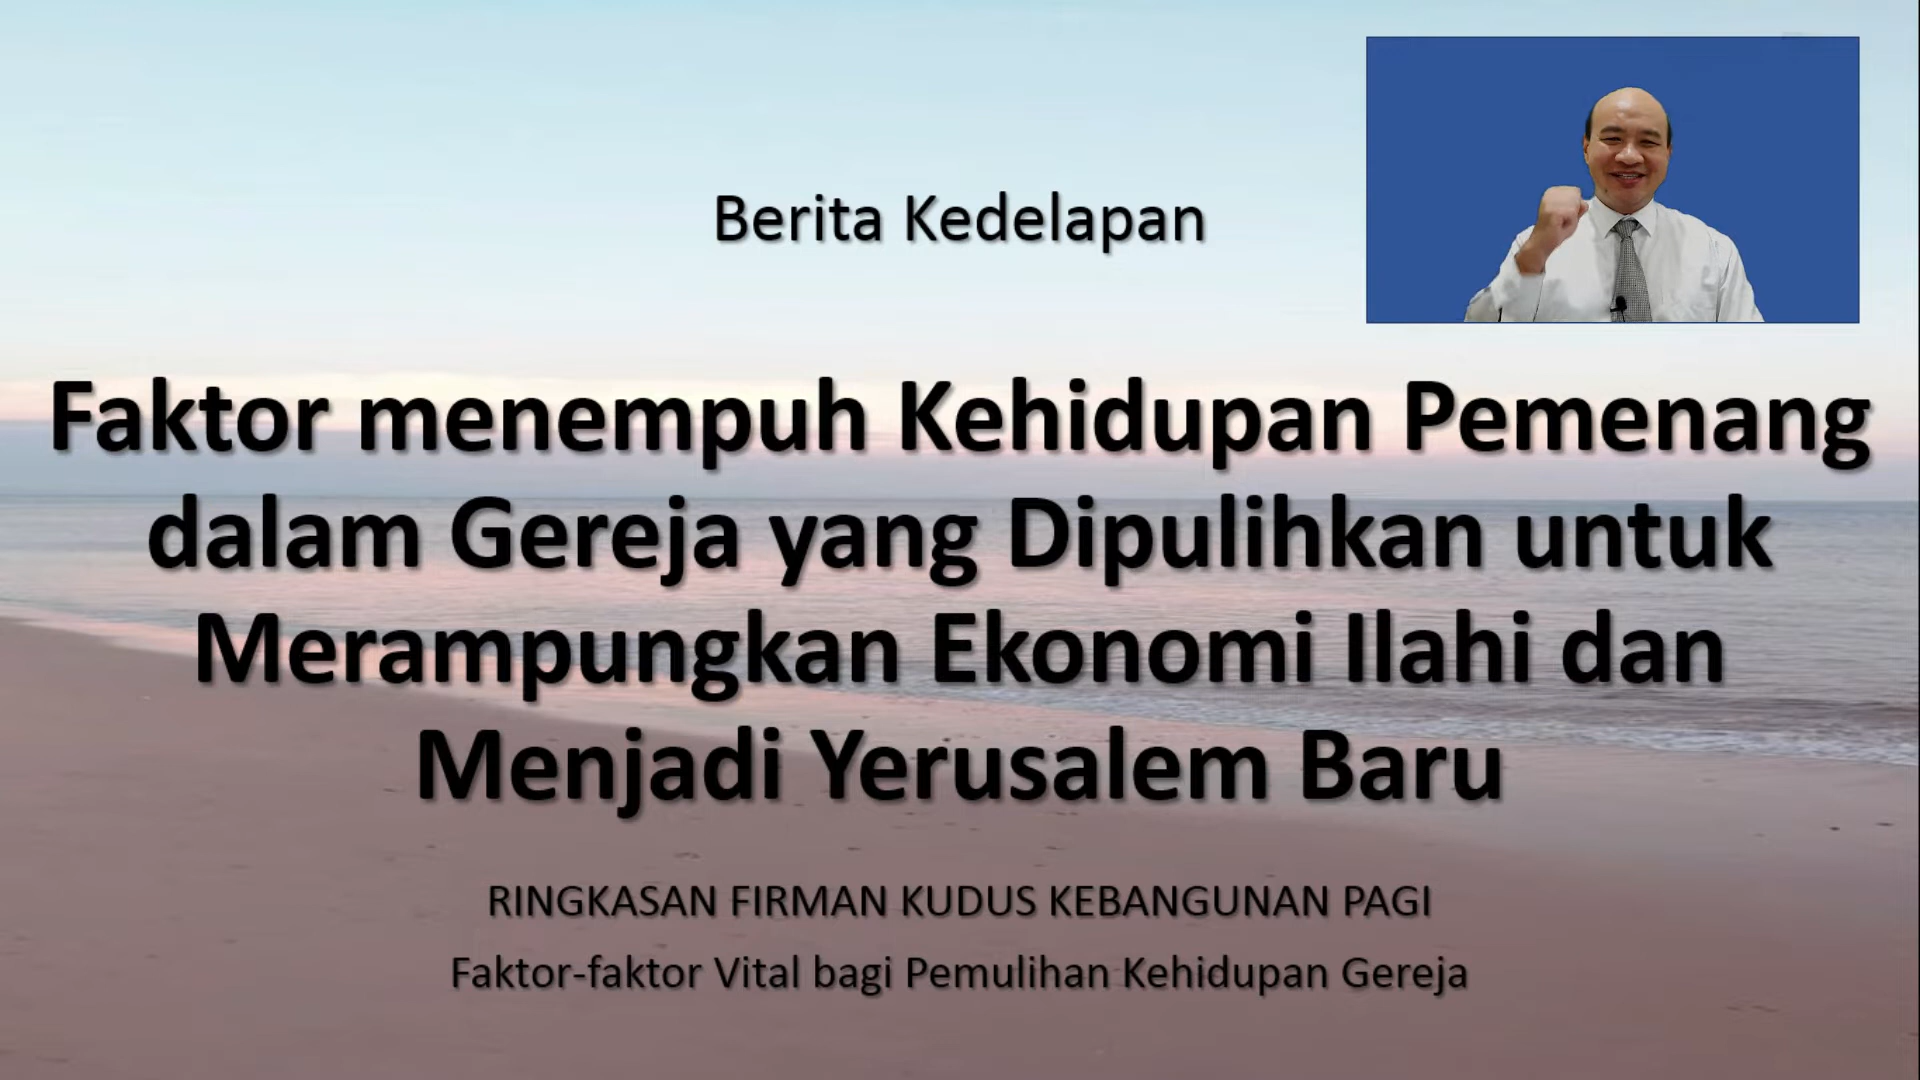 Berita Kedelapan
Faktor menempuh Kehidupan Pemenang
dalam Gereja yang Dipulihkan untuk
Merampungkan Ekonomi Ilahi dan
Menjadi Yerusalem Baru
RINGKASAN FIRMAN KUDUS KEBANGUNAN PAGI
Faktor-faktor Vital bagi Pemulihan Kehidupan Gereja